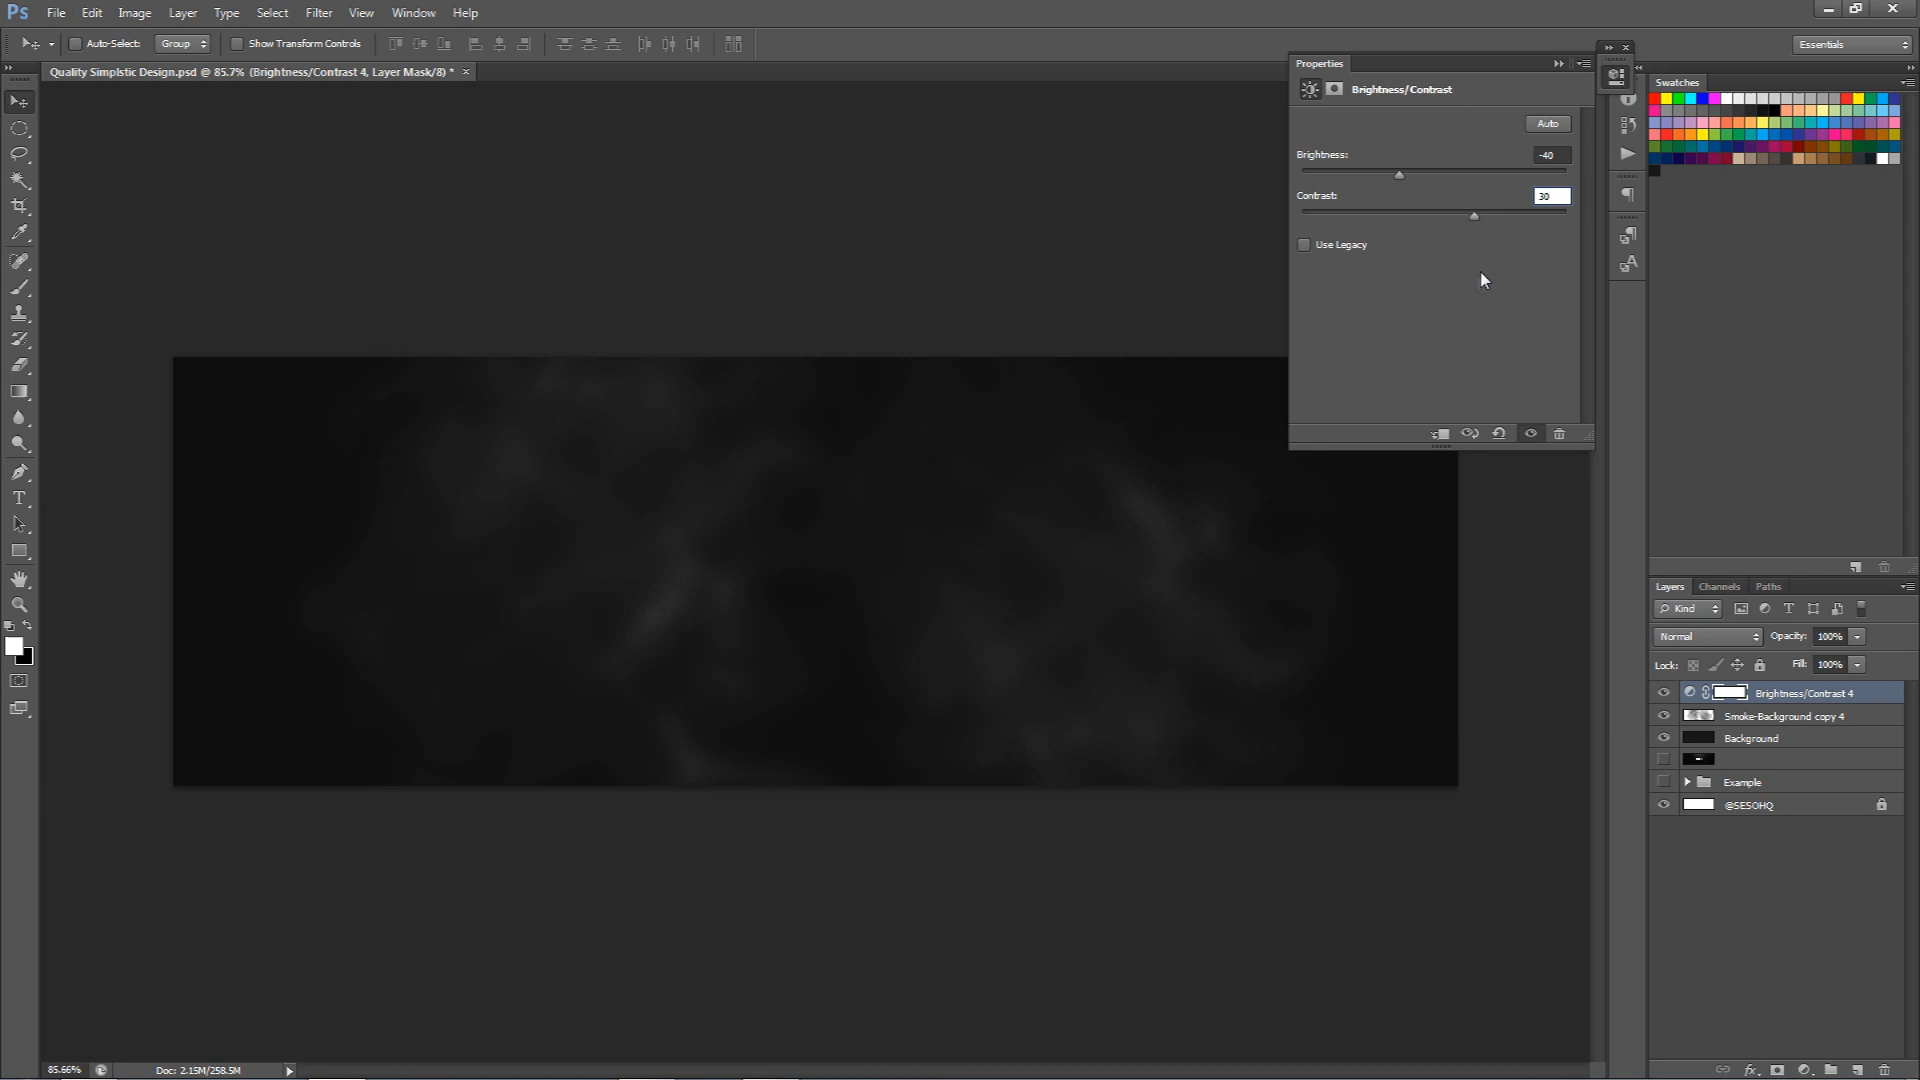 Ps File Edit Image Layer Type Select Filter View Window Help
Auto-Select: Group Show Transform Controls Essentials
Quality Simplstic Design.psd @ 85.7% (Brightness/Contrast 4, Layer Mask/8) * ×
Properties
Brightness/Contrast
Auto
Brightness: -40
Contrast: 30
Use Legacy
Swatches
Layers Channels Paths
Kind
Normal Opacity: 100%
Lock: Fill: 100%
Brightness/Contrast 4
Smoke-Background copy 4
Background
Example
@SESOHQ
85.66% Doc: 2.15M/258.5M